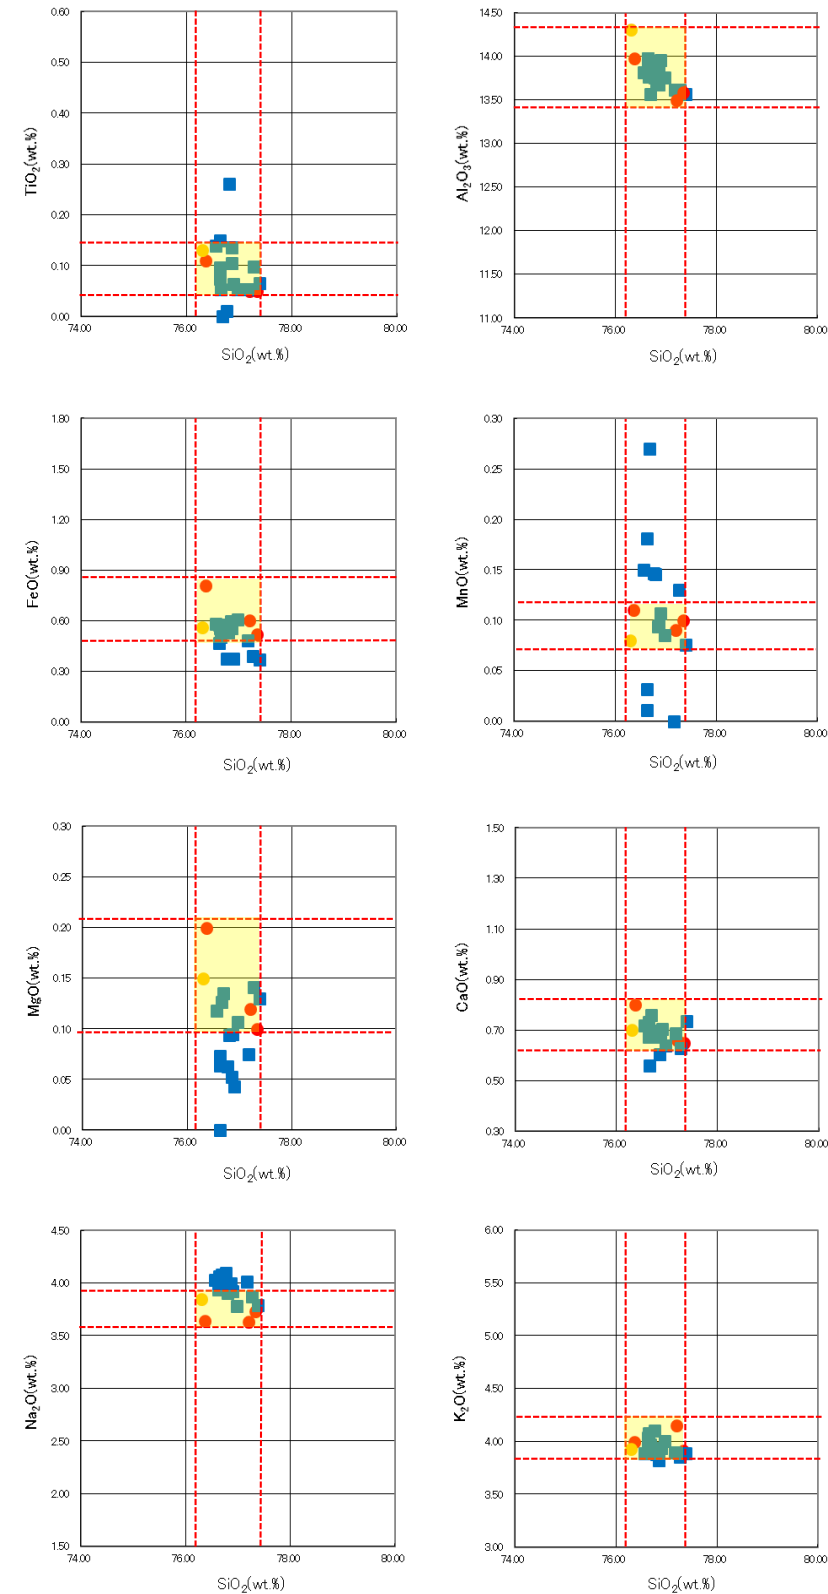 0.60
0.50
0.40
0.30
0.20
0.10
0.00
TiO2(wt.%)
74.00 76.00 78.00 80.00
SiO2(wt.%)
14.50
14.00
13.50
13.00
12.50
12.00
11.50
11.00
Al2O3(wt.%)
74.00 76.00 78.00 80.00
SiO2(wt.%)
1.80
1.50
1.20
0.90
0.60
0.30
0.00
FeO(wt.%)
74.00 76.00 78.00 80.00
SiO2(wt.%)
0.30
0.25
0.20
0.15
0.10
0.05
0.00
MnO(wt.%)
74.00 76.00 78.00 80.00
SiO2(wt.%)
0.30
0.25
0.20
0.15
0.10
0.05
0.00
MgO(wt.%)
74.00 76.00 78.00 80.00
SiO2(wt.%)
1.50
1.30
1.10
0.90
0.70
0.50
0.30
CaO(wt.%)
74.00 76.00 78.00 80.00
SiO2(wt.%)
4.50
4.00
3.50
3.00
2.50
2.00
1.50
Na2O(wt.%)
74.00 76.00 78.00 80.00
SiO2(wt.%)
6.00
5.50
5.00
4.50
4.00
3.50
3.00
K2O(wt.%)
74.00 76.00 78.00 80.00
SiO2(wt.%)